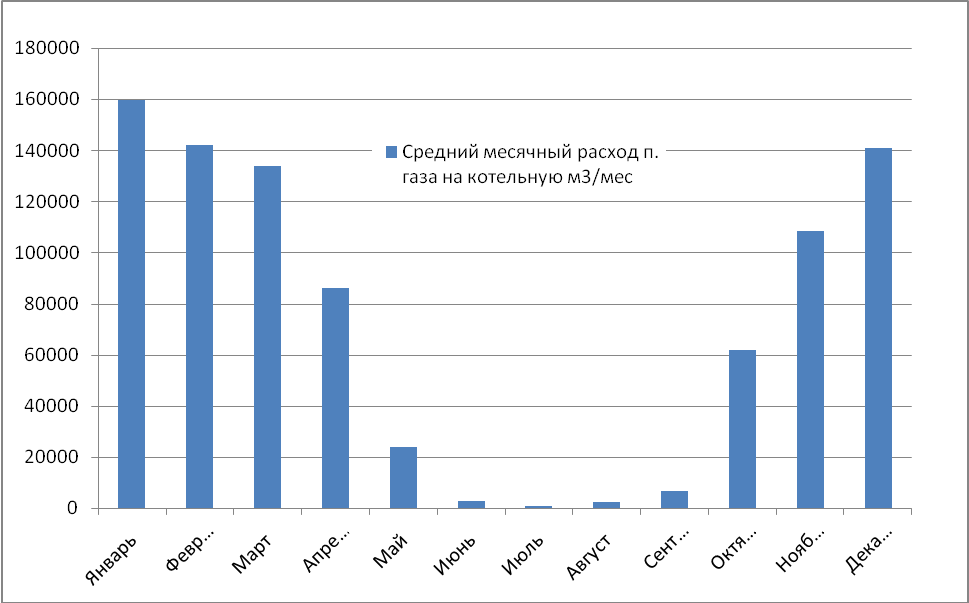 180000
160000
140000
120000
100000
80000
60000
40000
20000
0
Средний месячный расход п.
газа на котельную м3/мес
Январь
Февр...
Март
Апре...
Май
Июнь
Июль
Август
Сент...
Октя...
Нояб...
Дека...